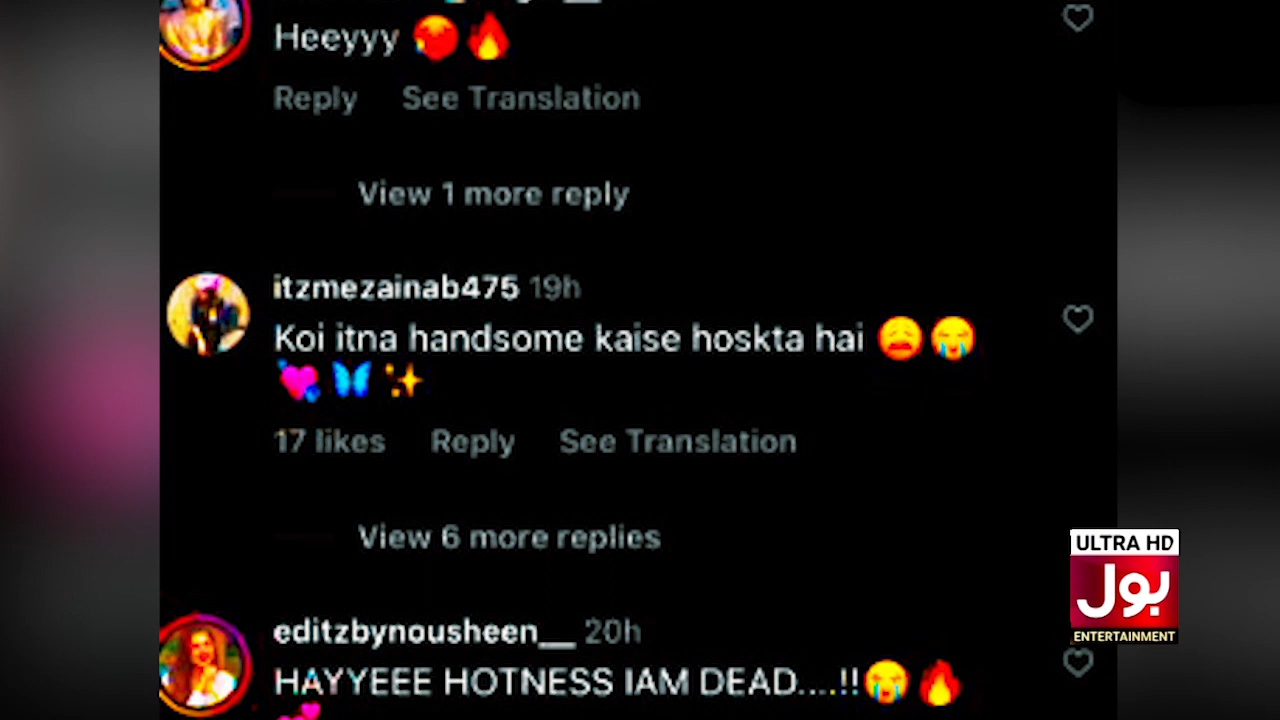 Heeyyy
Reply See Translation
View 1 more reply
itzmezainab475 19h
Koi itna handsome kaise hoskta hai 😩😭
💘🦋✨
17 likes Reply See Translation
View 6 more replies
ULTRA HD
بول
ENTERTAINMENT
editzbynousheen__ 20h
HAYYEEE HOTNESS IAM DEAD....!!😭🔥